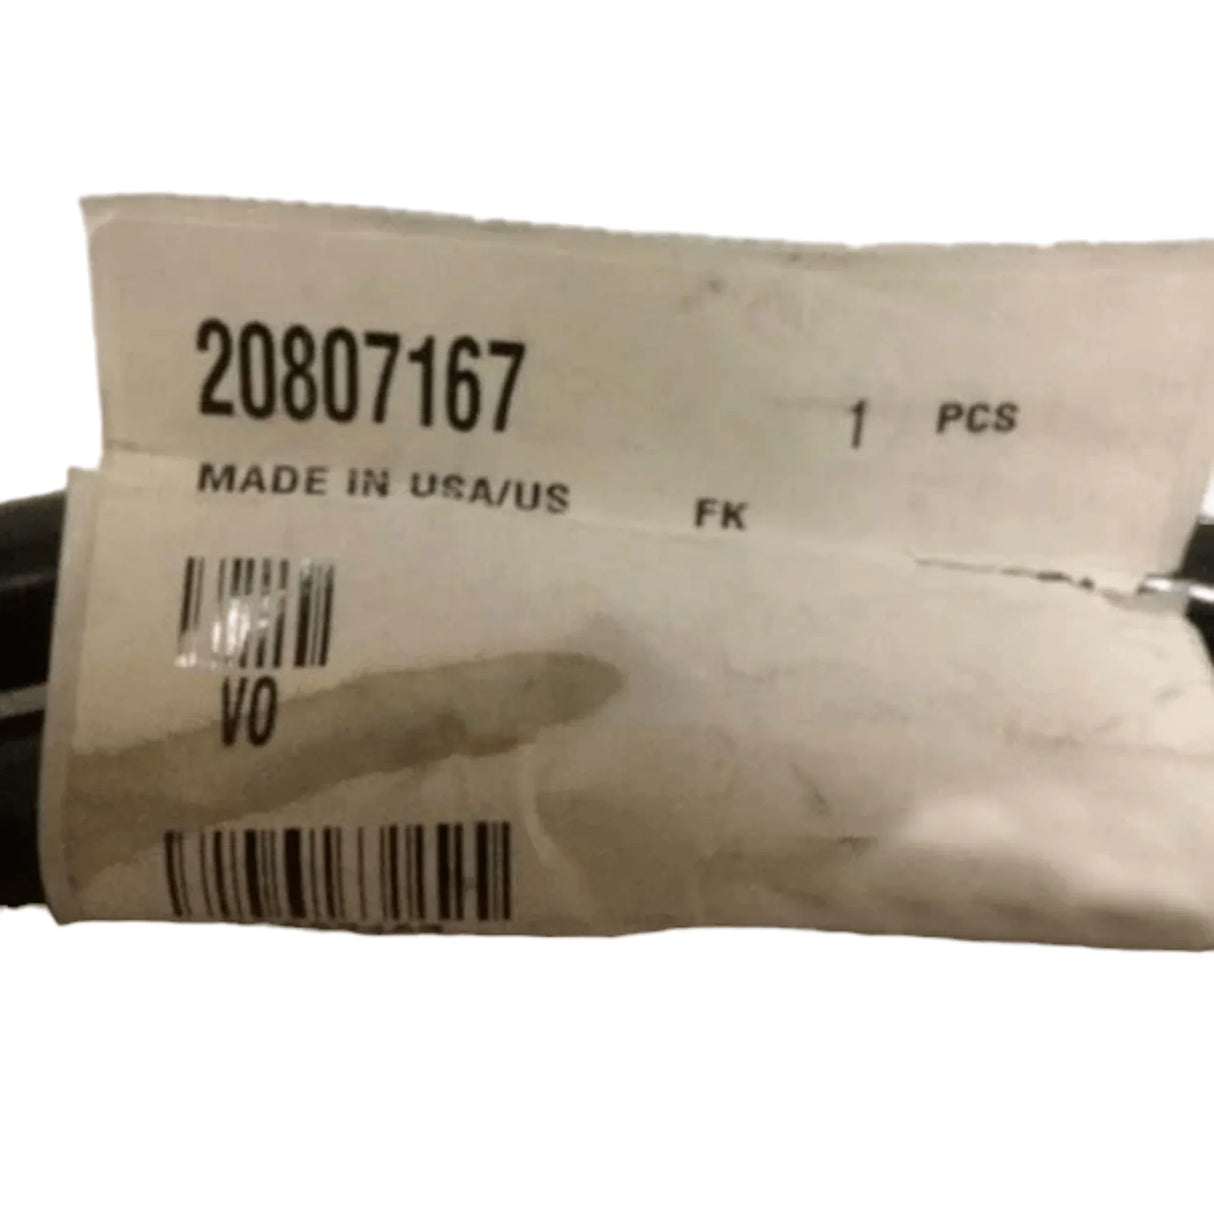 20807167
1 PCS
MADE IN USA/US FK
VO